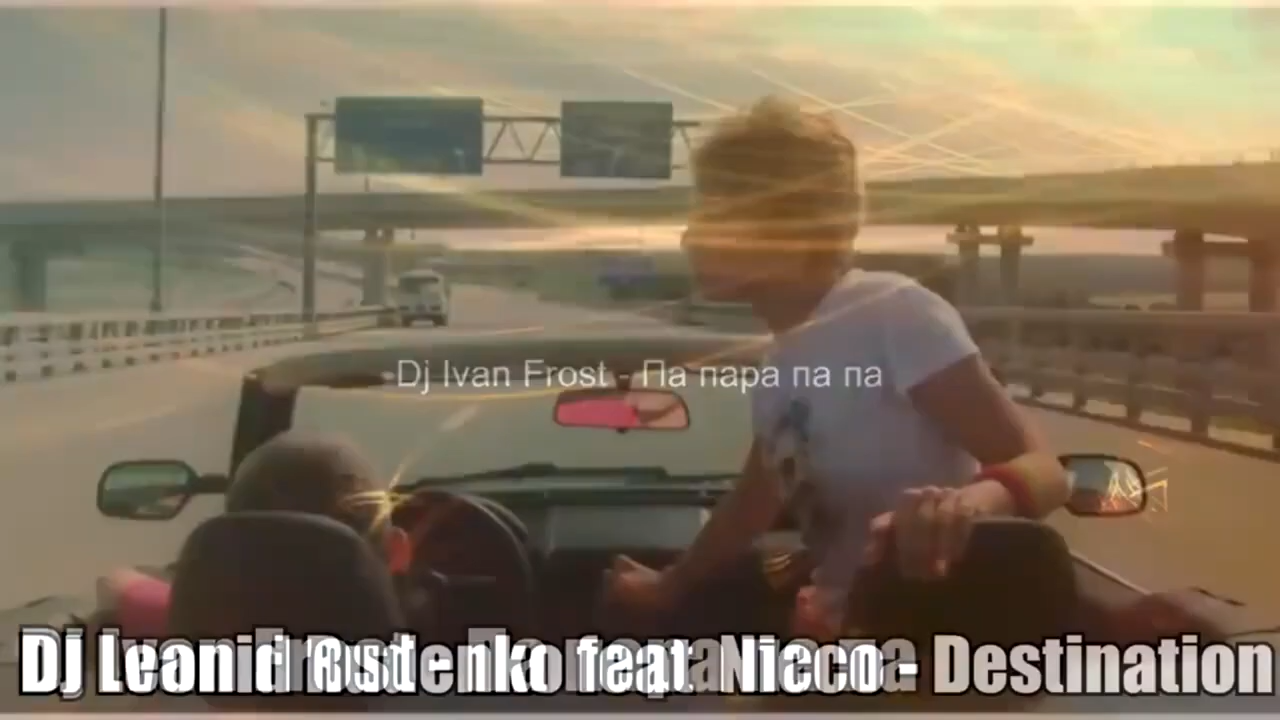 Dj Ivan Frost - Па пара па па
Dj Leonid Rudenko feat. Nicco - Destination